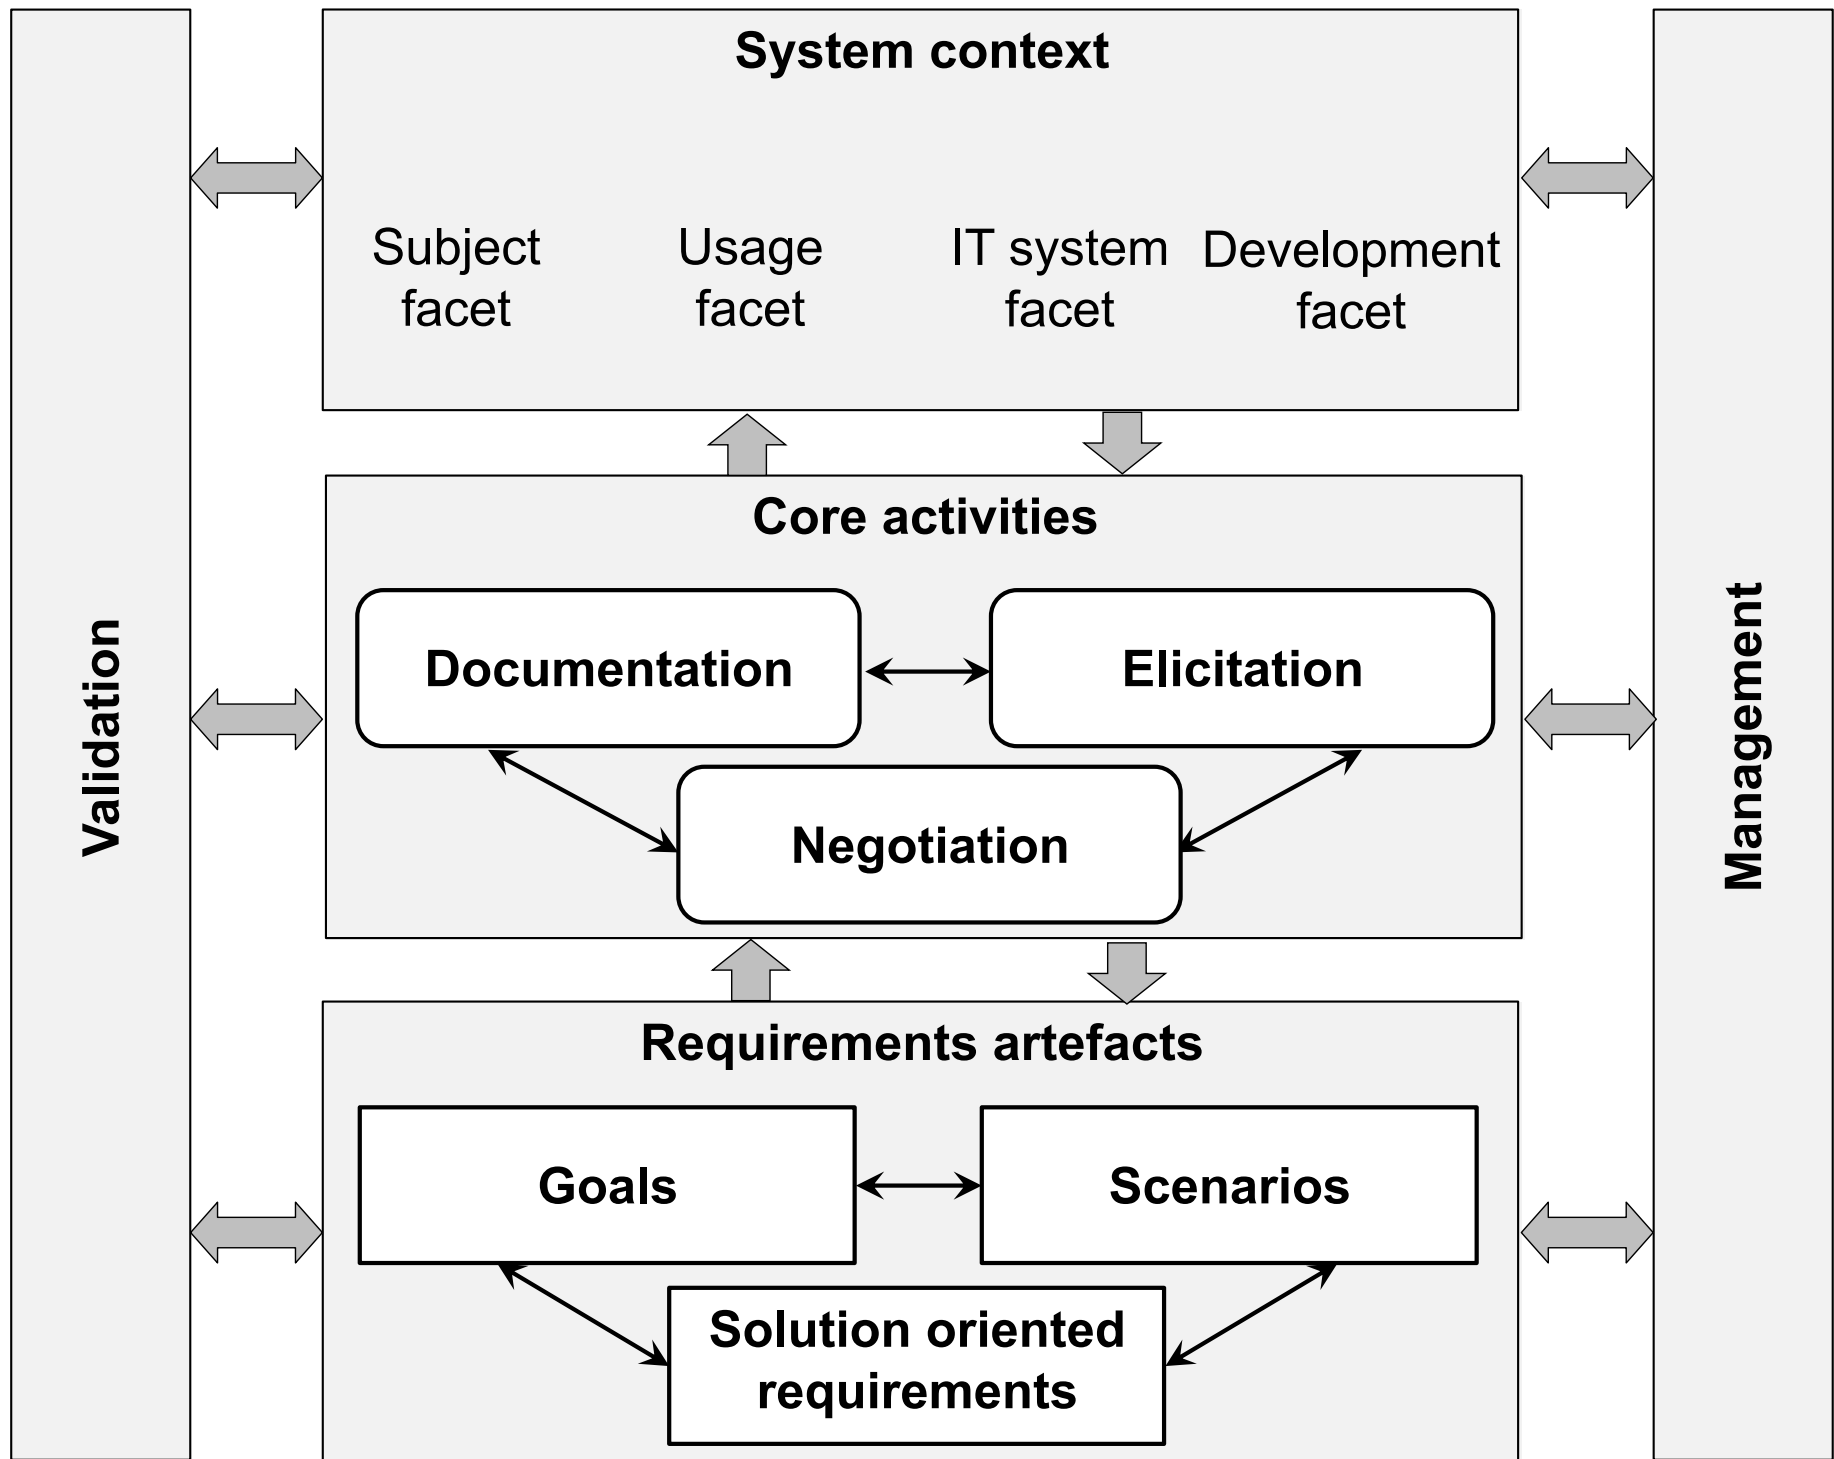 System context
Subject
facet
Usage
facet
IT system
facet
Development
facet
Core activities
Documentation
Elicitation
Negotiation
Requirements artefacts
Goals
Scenarios
Solution oriented
requirements
Validation
Management